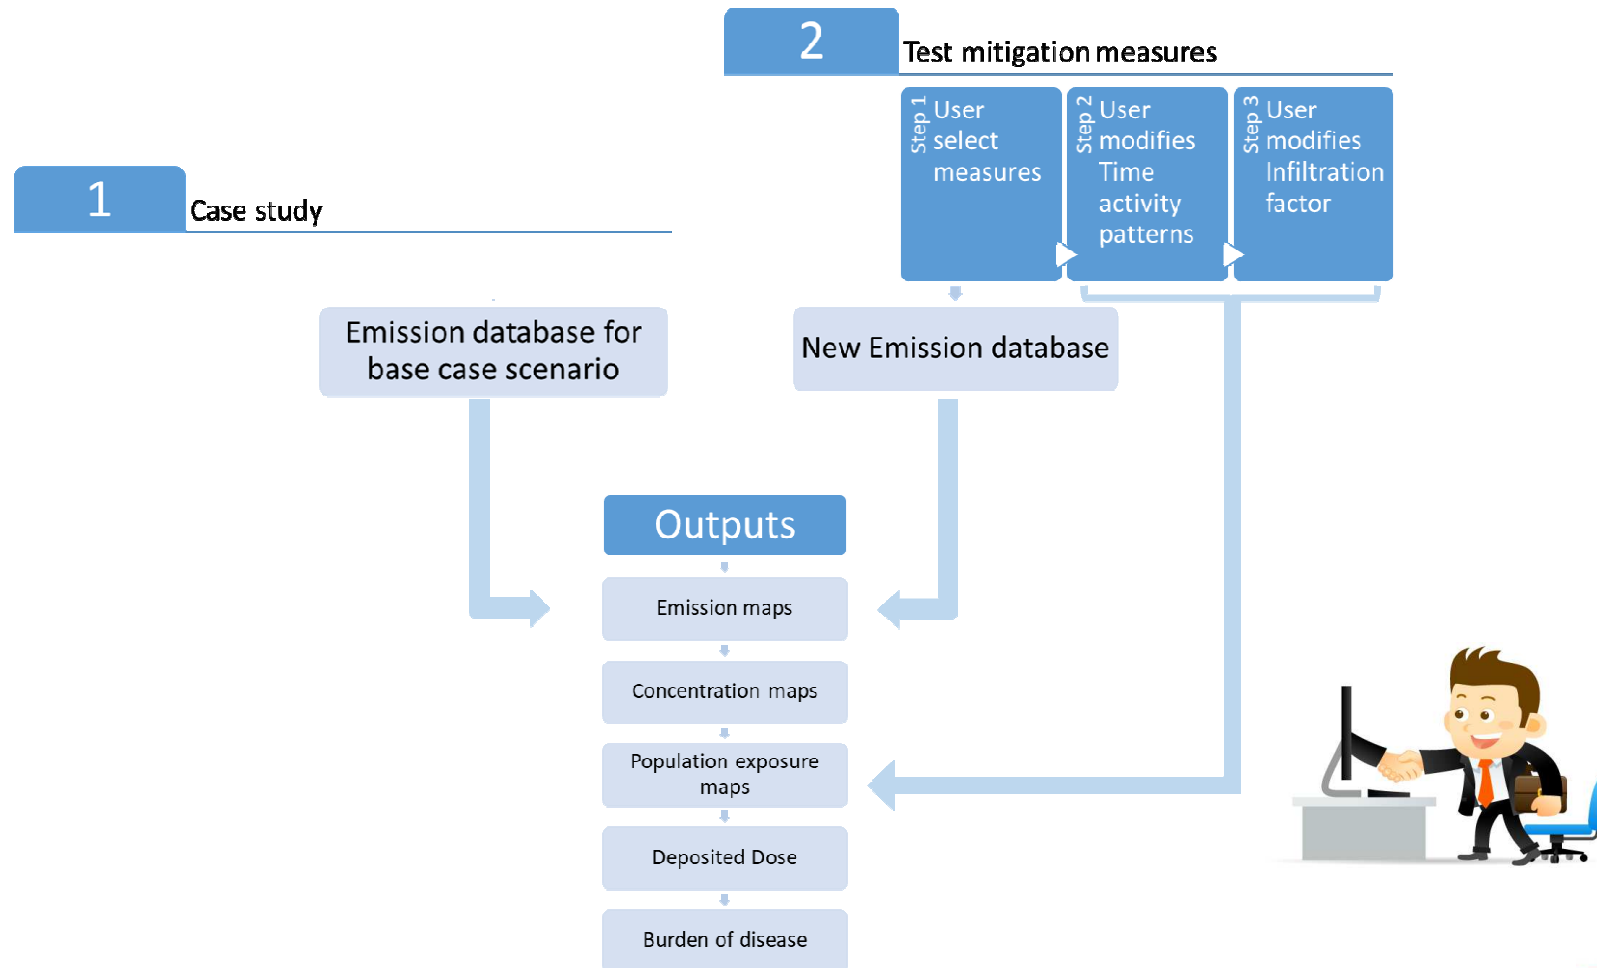 1
Case study
2
Test mitigation measures
Step 1
User
select
measures
Step 2
User
modifies
Time
activity
patterns
Step 3
User
modifies
Infiltration
factor
Emission database for
base case scenario
New Emission database
Outputs
Emission maps
Concentration maps
Population exposure
maps
Deposited Dose
Burden of disease